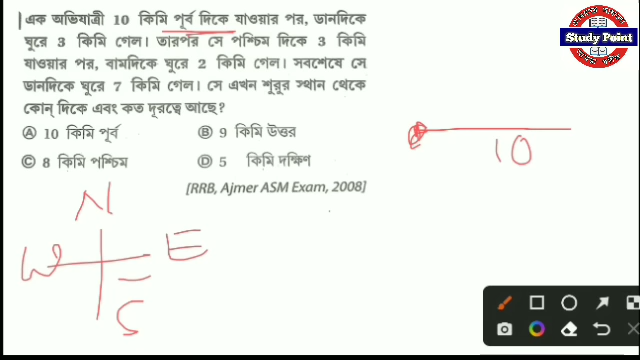 এক অভিযাত্রী 10 কিমি পূর্ব দিকে যাওয়ার পর, ডানদিকে
ঘুরে 3 কিমি গেল। তারপর সে পশ্চিম দিকে 3 কিমি
যাওয়ার পর, বামদিকে ঘুরে 2 কিমি গেল। সবশেষে সে
ডানদিকে ঘুরে 7 কিমি গেল। সে এখন শুরুর স্থান থেকে
কোন্ দিকে এবং কত দূরত্বে আছে?
Ⓐ 10 কিমি পূর্ব Ⓑ 9 কিমি উত্তর
Ⓒ 8 কিমি পশ্চিম Ⓓ 5 কিমি দক্ষিণ
[RRB, Ajmer ASM Exam, 2008]
Study Point
10
N
W E
S